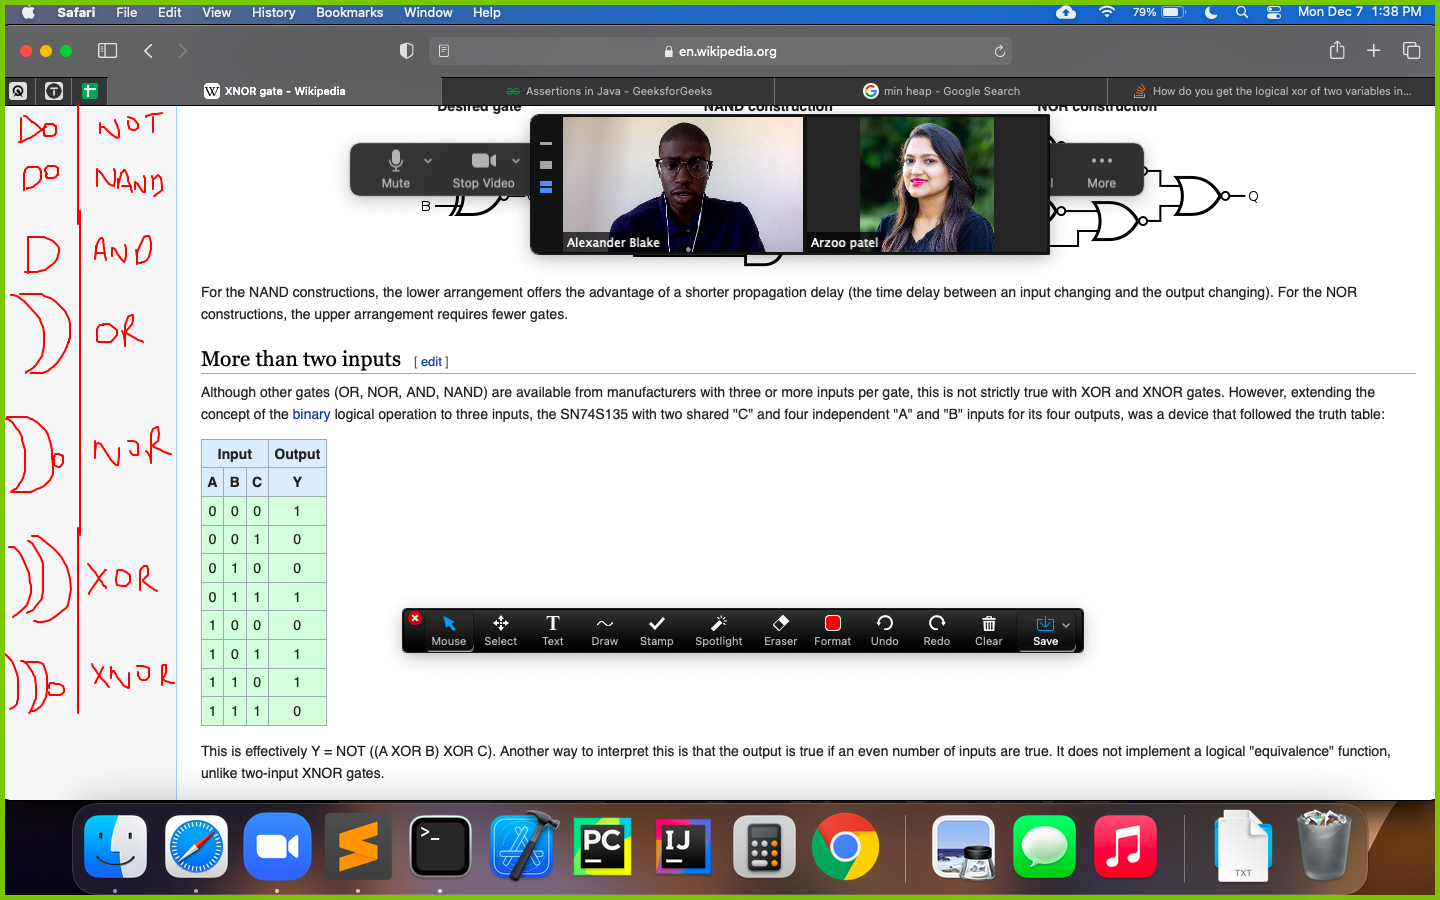 Safari File Edit View History Bookmarks Window Help 79% Mon Dec 7 1:38 PM
en.wikipedia.org
XNOR gate - Wikipedia
Assertions in Java - GeeksforGeeks
min heap - Google Search
How do you get the logical xor of two variables in...
Desired gate NAND construction NOR construction
Mute Stop Video More
Alexander Blake Arzoo patel
B Q
NOT
NAND
AND
OR
NOR
XOR
XNOR
For the NAND constructions, the lower arrangement offers the advantage of a shorter propagation delay (the time delay between an input changing and the output changing). For the NOR
constructions, the upper arrangement requires fewer gates.
More than two inputs [ edit ]
Although other gates (OR, NOR, AND, NAND) are available from manufacturers with three or more inputs per gate, this is not strictly true with XOR and XNOR gates. However, extending the
concept of the binary logical operation to three inputs, the SN74S135 with two shared "C" and four independent "A" and "B" inputs for its four outputs, was a device that followed the truth table:
Input Output
A B C Y
0 0 0 1
0 0 1 0
0 1 0 0
0 1 1 1
1 0 0 0
1 0 1 1
1 1 0 1
1 1 1 0
Mouse Select Text Draw Stamp Spotlight Eraser Format Undo Redo Clear Save
This is effectively Y = NOT ((A XOR B) XOR C). Another way to interpret this is that the output is true if an even number of inputs are true. It does not implement a logical "equivalence" function,
unlike two-input XNOR gates.
>_ PC IJ TXT